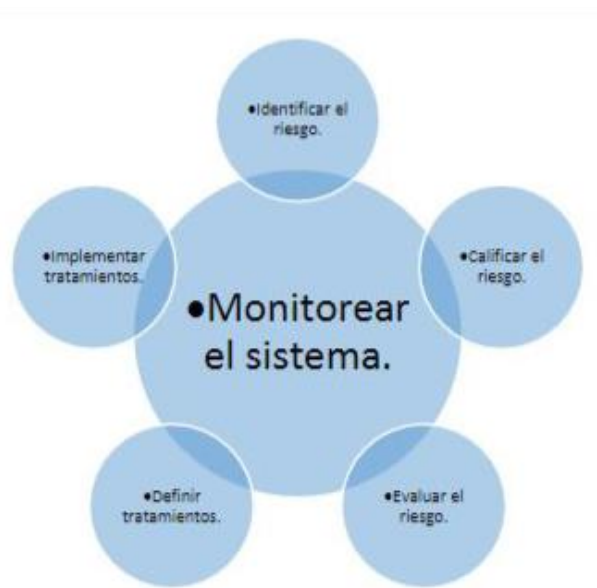 •Identificar el
riesgo.
•Calificar el
riesgo.
•Evaluar el
riesgo.
•Definir
tratamientos.
•Implementar
tratamientos.
•Monitorear
el sistema.